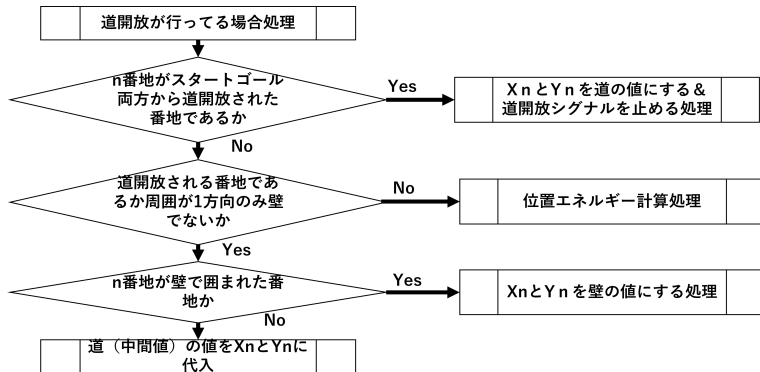 道開放が行ってる場合処理
n番地がスタートゴール
両方から道開放された
番地であるか
Yes
XｎとYｎを道の値にする＆
道開放シグナルを止める処理
No
道開放される番地であ
るか周囲が1方向のみ壁
でないか
No
位置エネルギー計算処理
Yes
n番地が壁で囲まれた番
地か
Yes
XnとYｎを壁の値にする処理
No
道（中間値）の値をXnとYnに
代入